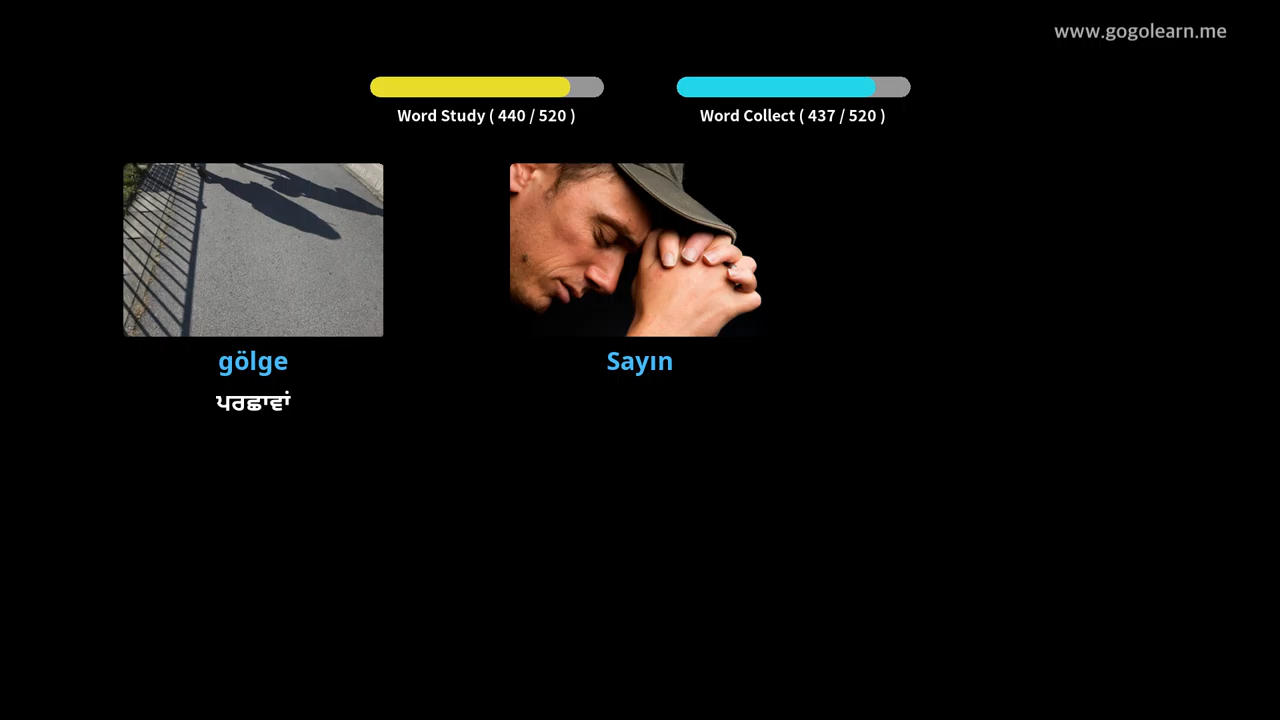 www.gogolearn.me
Word Study ( 440 / 520 )
Word Collect ( 437 / 520 )
gölge
Sayın
ਪਰਛਾਵਾਂ